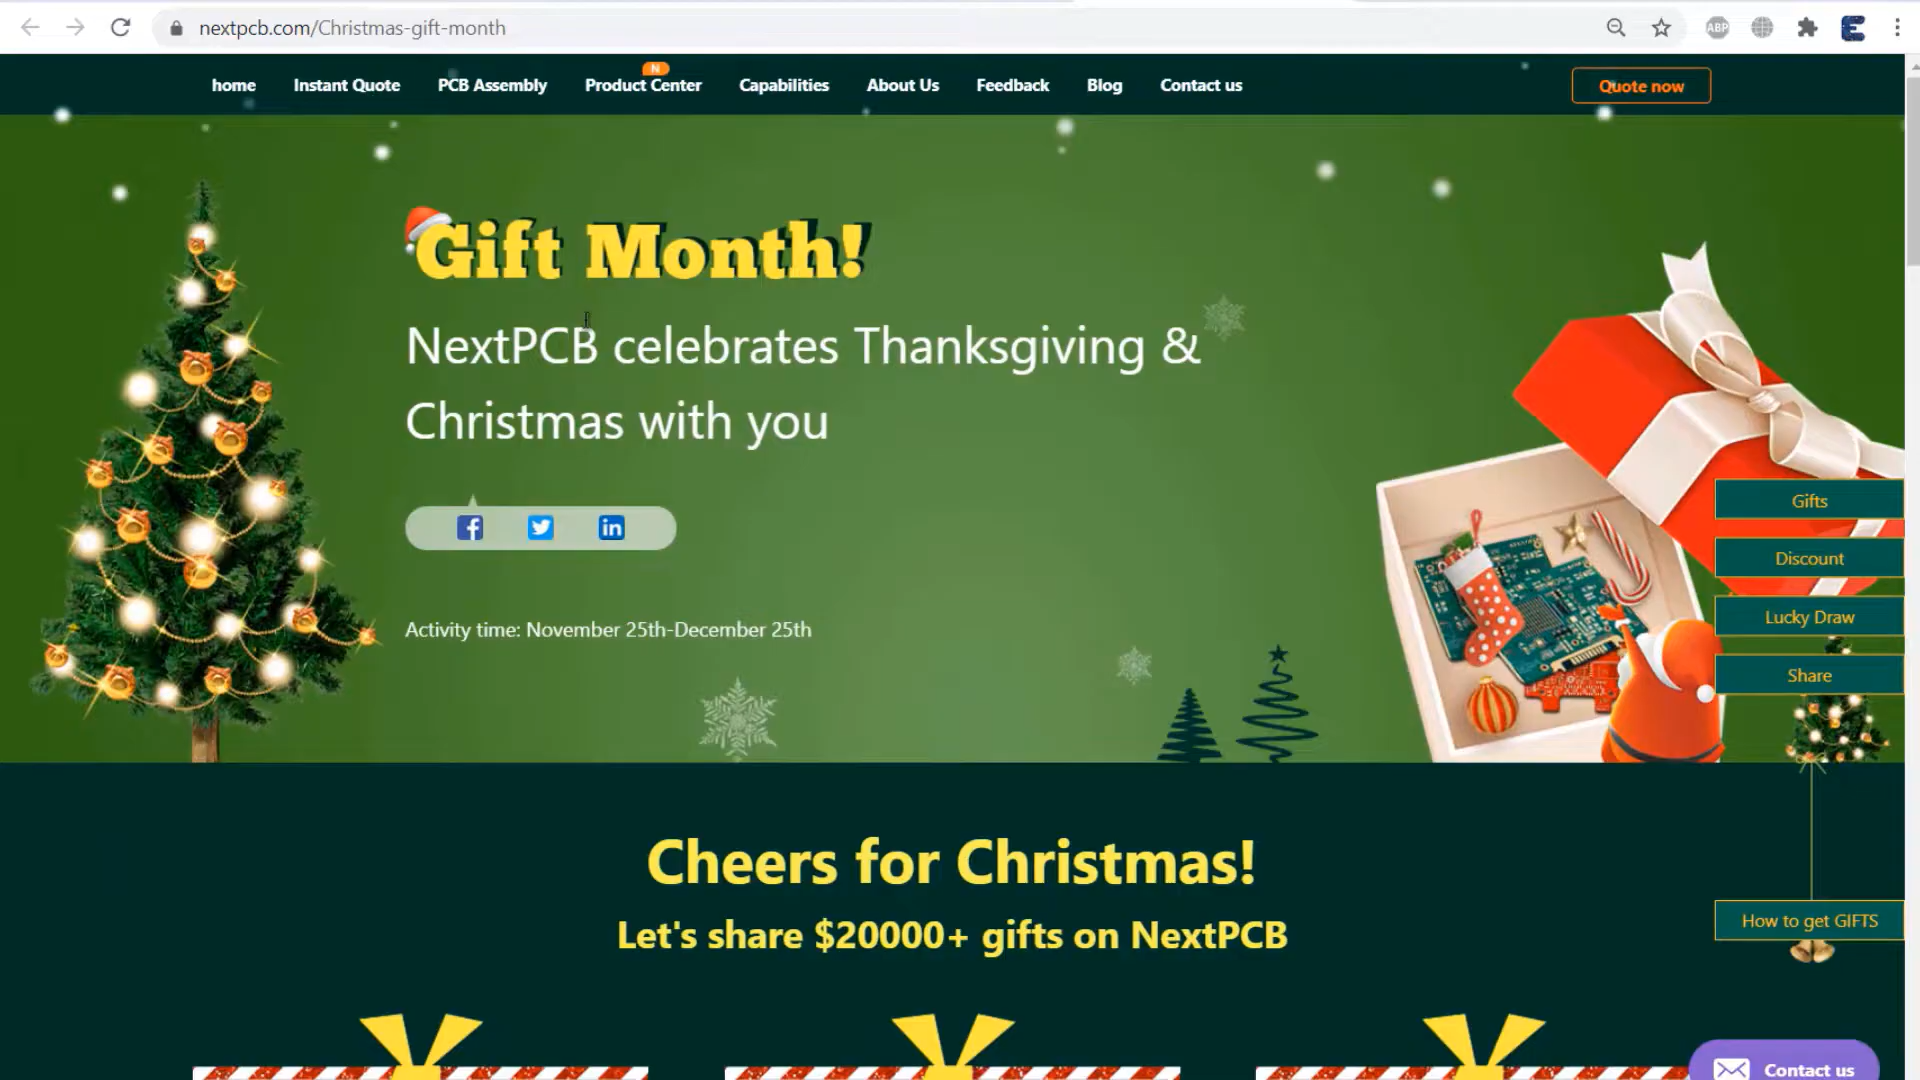 nextpcb.com/Christmas-gift-month
ABP
home
Instant Quote
PCB Assembly
N
Product Center
Capabilities
About Us
Feedback
Blog
Contact us
Quote now
Gift Month!
NextPCB celebrates Thanksgiving &
Christmas with you
Activity time: November 25th-December 25th
Gifts
Discount
Lucky Draw
Share
Cheers for Christmas!
Let's share $20000+ gifts on NextPCB
How to get GIFTS
Contact us